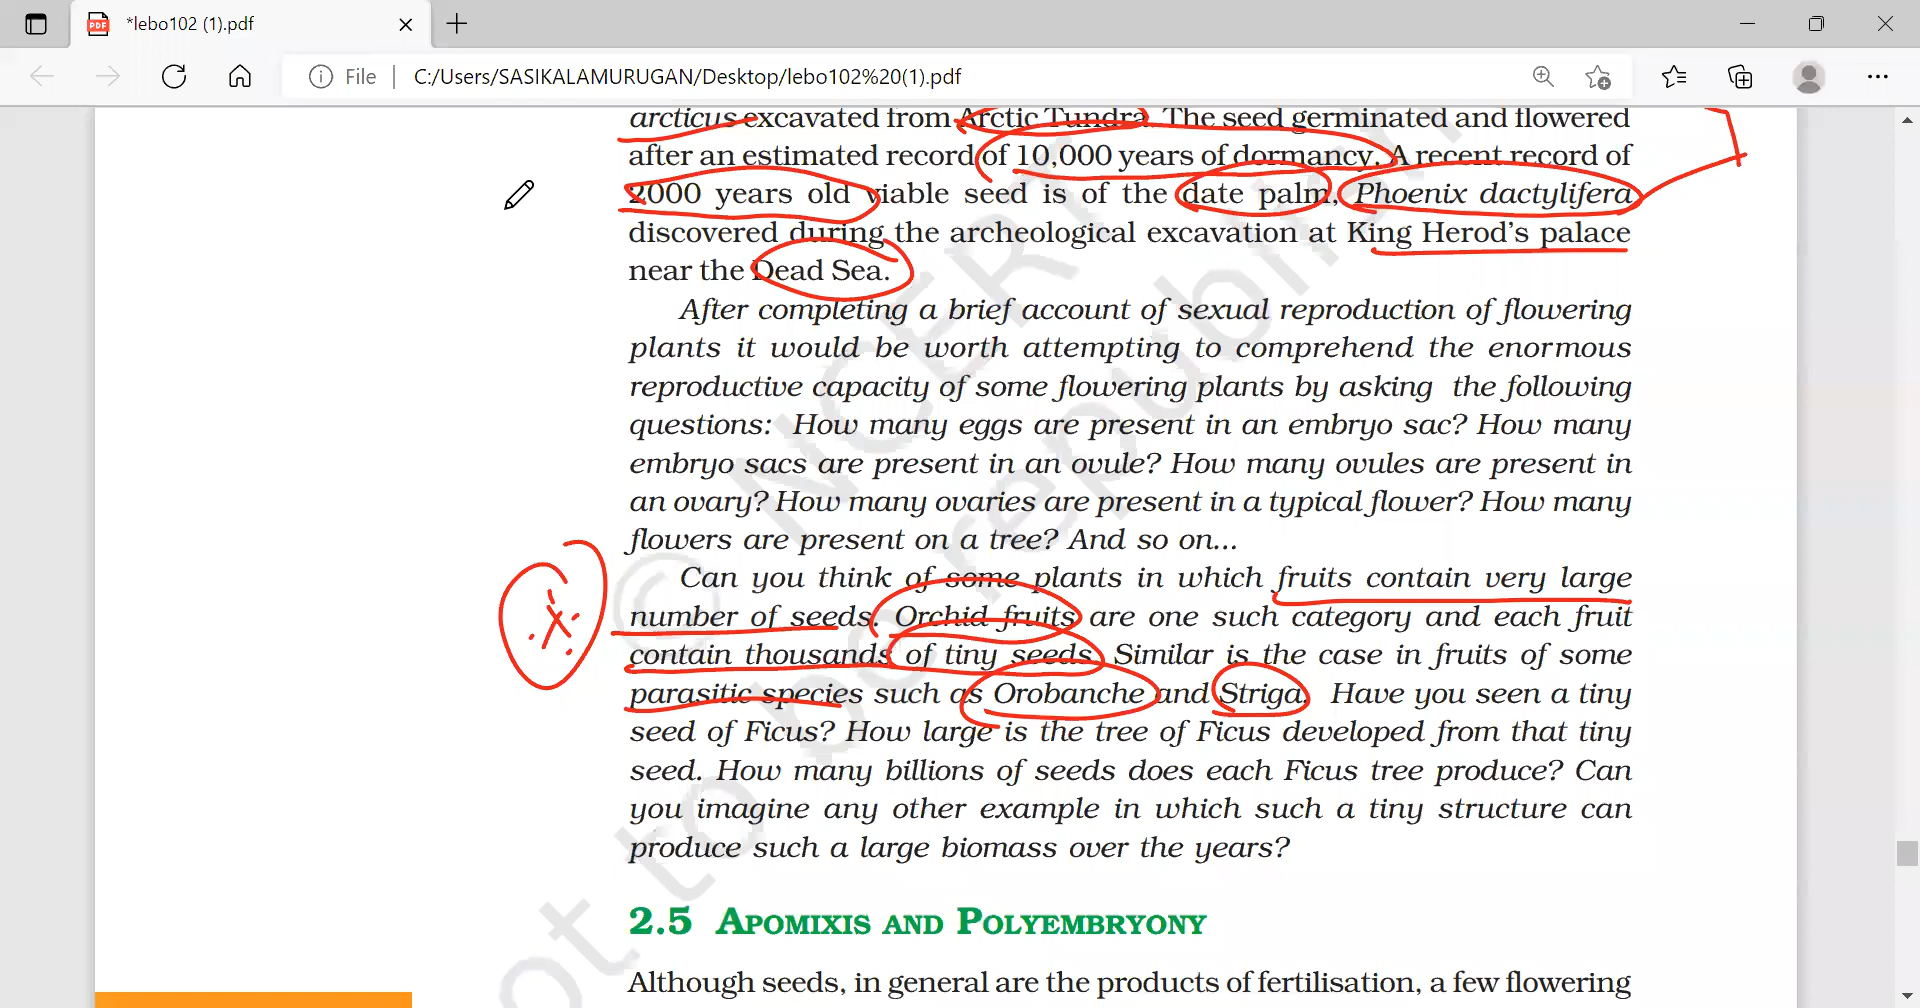 *lebo102 (1).pdf
File | C:/Users/SASIKALAMURUGAN/Desktop/lebo102%20(1).pdf
arcticus excavated from Arctic Tundra. The seed germinated and flowered
after an estimated record of 10,000 years of dormancy. A recent record of
2000 years old viable seed is of the date palm, Phoenix dactylifera
discovered during the archeological excavation at King Herod's palace
near the Dead Sea.
After completing a brief account of sexual reproduction of flowering
plants it would be worth attempting to comprehend the enormous
reproductive capacity of some flowering plants by asking the following
questions: How many eggs are present in an embryo sac? How many
embryo sacs are present in an ovule? How many ovules are present in
an ovary? How many ovaries are present in a typical flower? How many
flowers are present on a tree? And so on...
Can you think of some plants in which fruits contain very large
number of seeds. Orchid fruits are one such category and each fruit
contain thousands of tiny seeds. Similar is the case in fruits of some
parasitic species such as Orobanche and Striga. Have you seen a tiny
seed of Ficus? How large is the tree of Ficus developed from that tiny
seed. How many billions of seeds does each Ficus tree produce? Can
you imagine any other example in which such a tiny structure can
produce such a large biomass over the years?
2.5 APOMIXIS AND POLYEMBRYONY
Although seeds, in general are the products of fertilisation, a few flowering
© NCERT
not to be republished